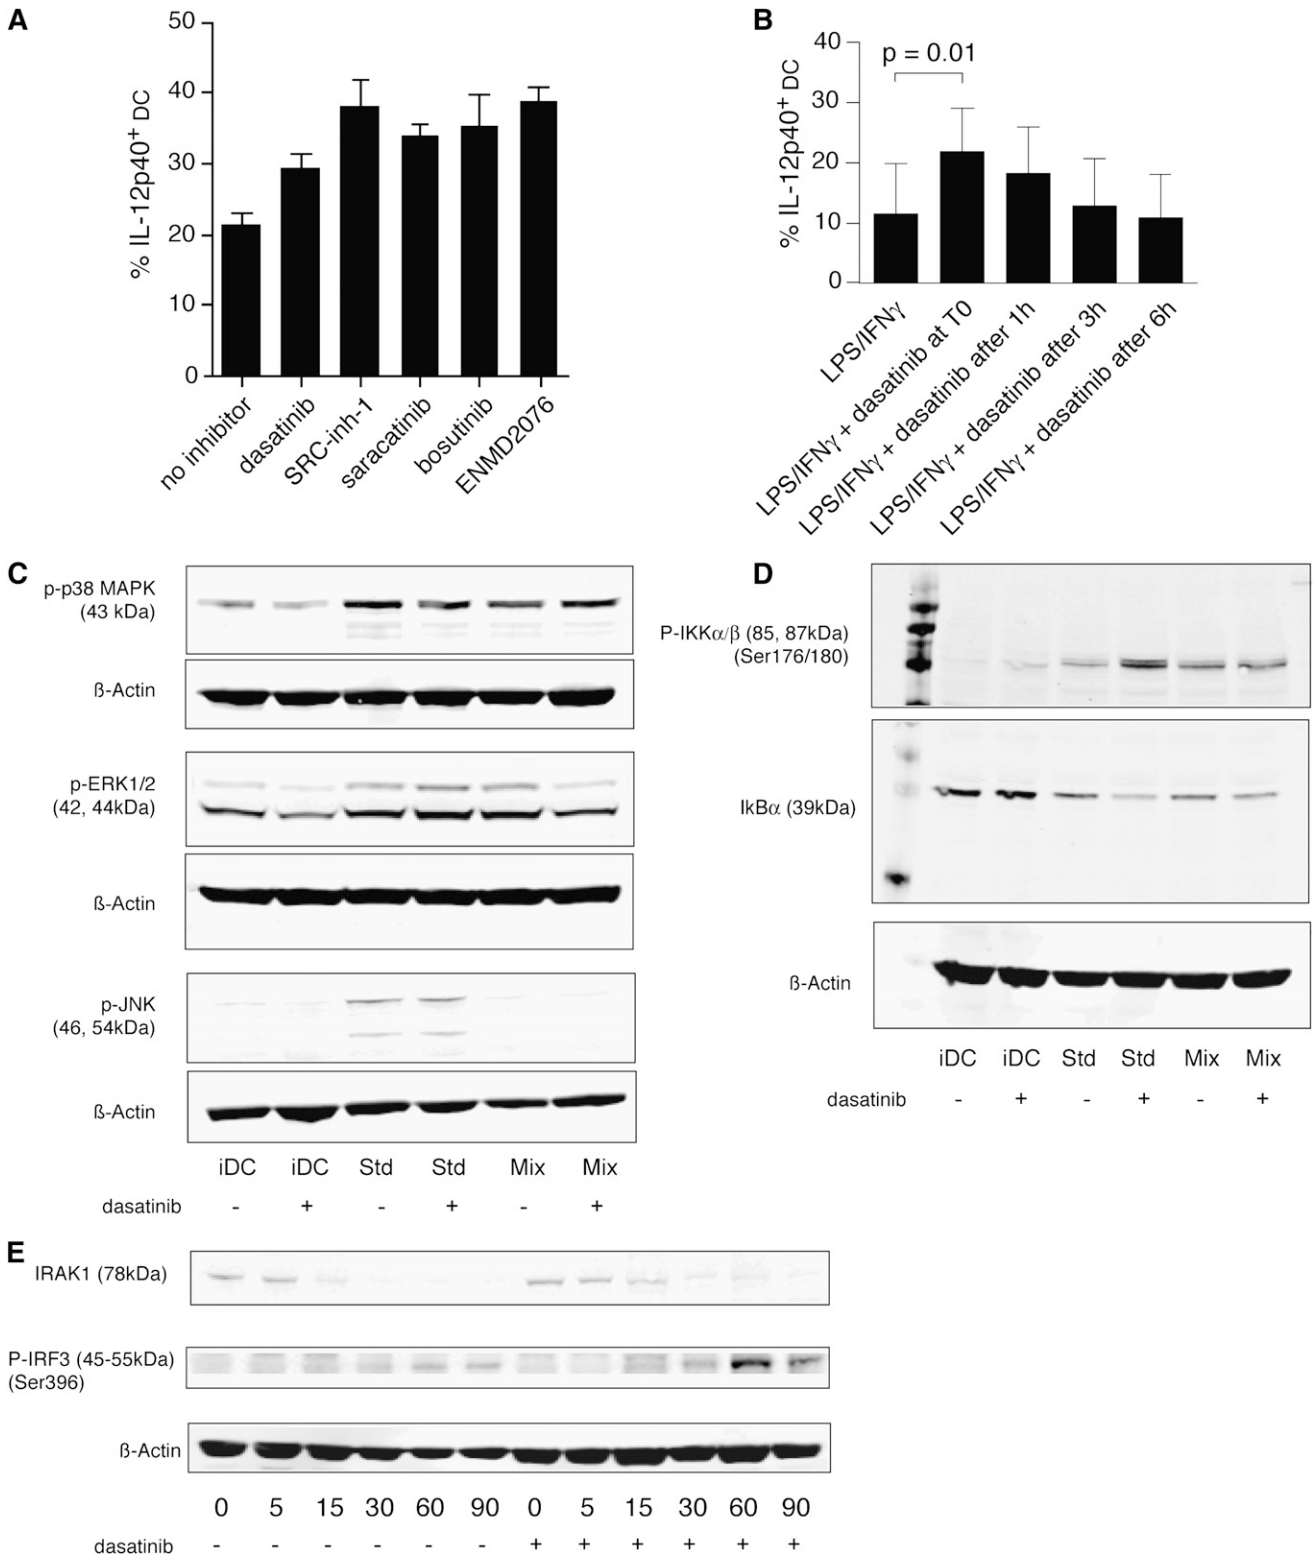 A
50
40
30
20
10
0
% IL-12p40+ DC
no inhibitor
dasatinib
SRC-inh-1
saracatinib
bosutinib
ENMD2076
B
p = 0.01
40
30
20
10
0
% IL-12p40+ DC
LPS/IFNγ
LPS/IFNγ + dasatinib at T0
LPS/IFNγ + dasatinib after 1h
LPS/IFNγ + dasatinib after 3h
LPS/IFNγ + dasatinib after 6h
C
p-p38 MAPK
(43 kDa)
ß-Actin
p-ERK1/2
(42, 44kDa)
ß-Actin
p-JNK
(46, 54kDa)
ß-Actin
iDC iDC Std Std Mix Mix
dasatinib - + - + - +
D
P-IKKα/β (85, 87kDa)
(Ser176/180)
IkBα (39kDa)
ß-Actin
iDC iDC Std Std Mix Mix
dasatinib - + - + - +
E
IRAK1 (78kDa)
P-IRF3 (45-55kDa)
(Ser396)
ß-Actin
0 5 15 30 60 90 0 5 15 30 60 90
dasatinib - - - - - - + + + + + +